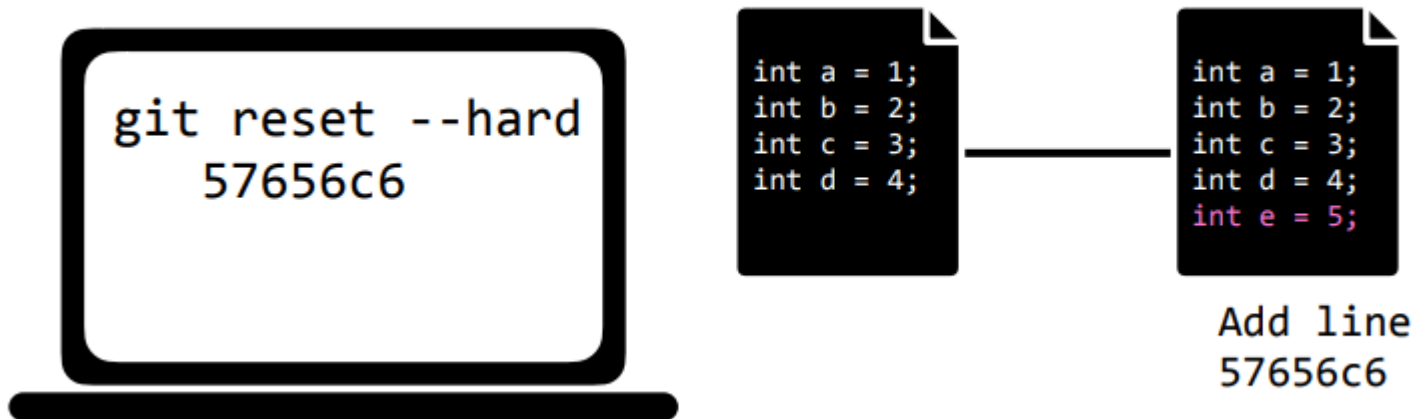 git reset --hard
57656c6
int a = 1;
int b = 2;
int c = 3;
int d = 4;
int a = 1;
int b = 2;
int c = 3;
int d = 4;
int e = 5;
Add line
57656c6